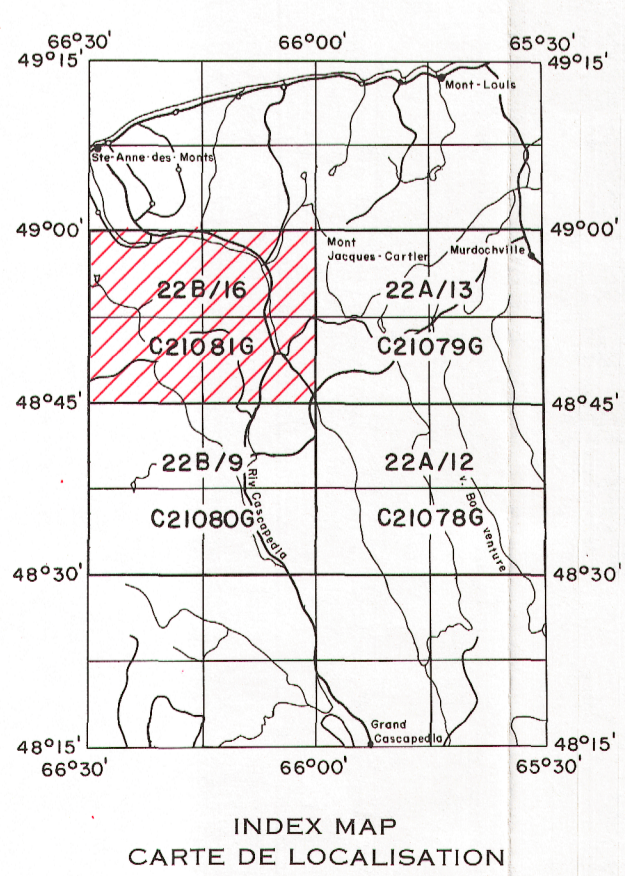 66°30' 66°00' 65°30'
49°15' 49°15'
Mont-Louis
Ste-Anne-des-Monts
49°00' 49°00'
Mont
Jacques-Cartier
Murdochville
22B/16 22A/13
C21081G C21079G
48°45' 48°45'
22B/9 22A/12
Riv Cascapedia
C21080G C21078G
48°30' 48°30'
Grand
Cascapedia
48°15' 48°15'
66°30' 66°00' 65°30'
INDEX MAP
CARTE DE LOCALISATION